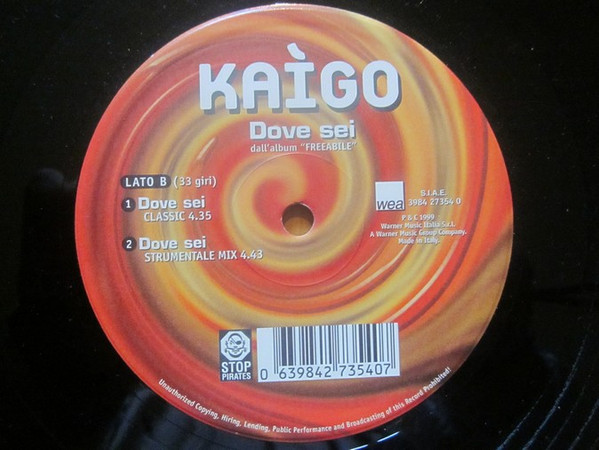 KAÌGO
Dove sei
dall'album "FREEABILE"
LATO B (33 giri)
1 Dove sei
CLASSIC 4.35
2 Dove sei
STRUMENTALE MIX 4.43
wea
S.I.A.E.
3984 27354 0
P & C 1999
Warner Music Italia S.r.l.
A Warner Music Group Company.
Made in Italy.
STOP
PIRATES
0 639842 735407
Unauthorized Copying, Hiring, Lending, Public Performance and Broadcasting of this Record Prohibited!